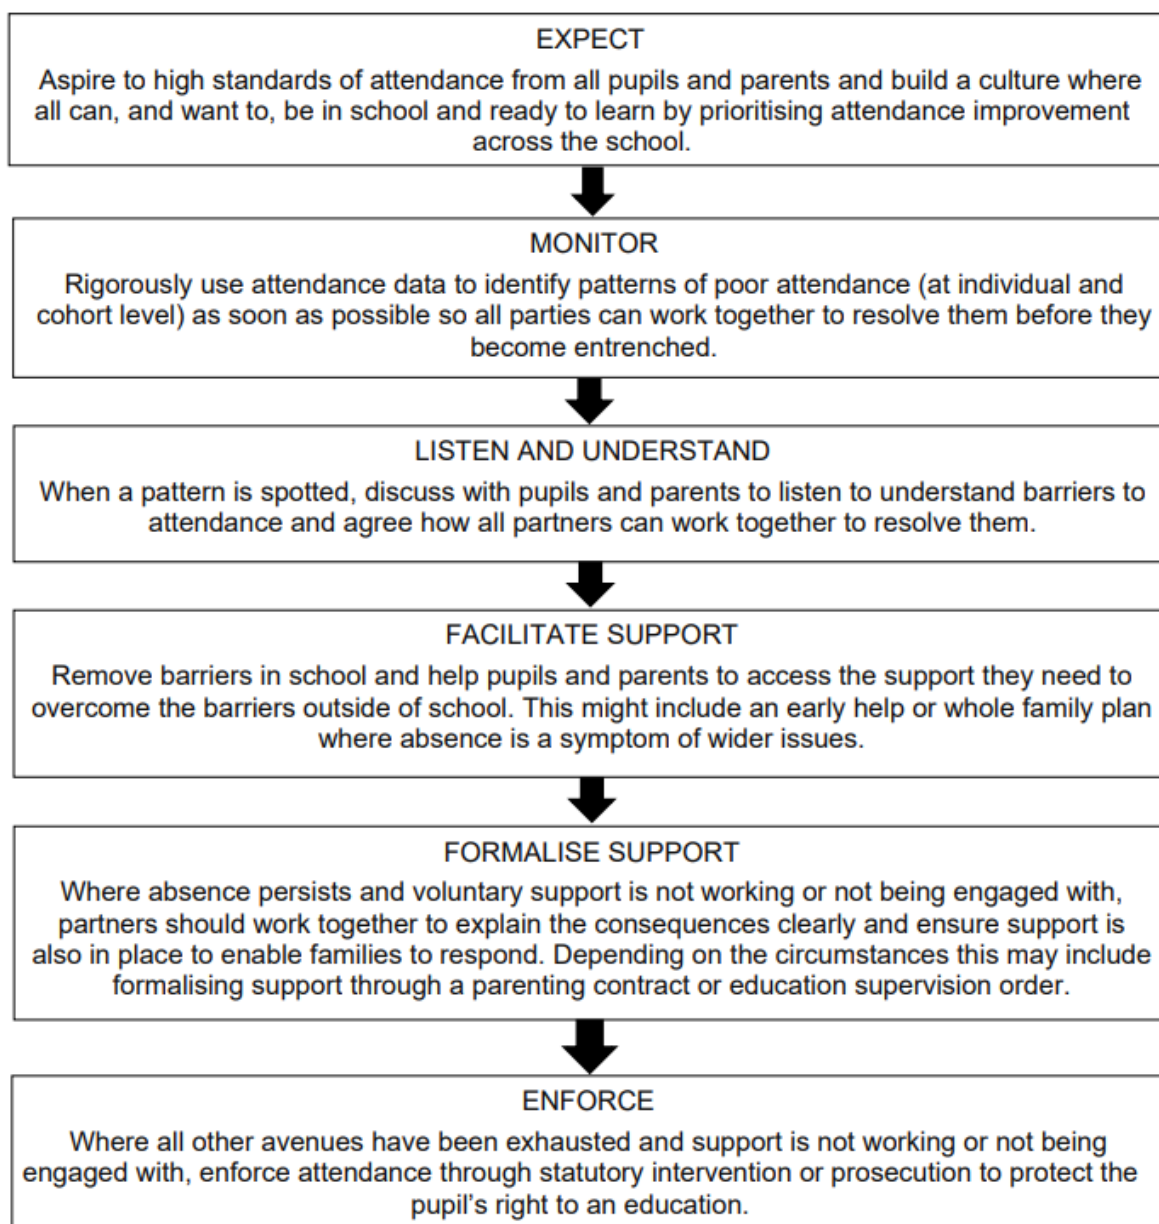 EXPECT
Aspire to high standards of attendance from all pupils and parents and build a culture where
all can, and want to, be in school and ready to learn by prioritising attendance improvement
across the school.
MONITOR
Rigorously use attendance data to identify patterns of poor attendance (at individual and
cohort level) as soon as possible so all parties can work together to resolve them before they
become entrenched.
LISTEN AND UNDERSTAND
When a pattern is spotted, discuss with pupils and parents to listen to understand barriers to
attendance and agree how all partners can work together to resolve them.
FACILITATE SUPPORT
Remove barriers in school and help pupils and parents to access the support they need to
overcome the barriers outside of school. This might include an early help or whole family plan
where absence is a symptom of wider issues.
FORMALISE SUPPORT
Where absence persists and voluntary support is not working or not being engaged with,
partners should work together to explain the consequences clearly and ensure support is
also in place to enable families to respond. Depending on the circumstances this may include
formalising support through a parenting contract or education supervision order.
ENFORCE
Where all other avenues have been exhausted and support is not working or not being
engaged with, enforce attendance through statutory intervention or prosecution to protect the
pupil's right to an education.